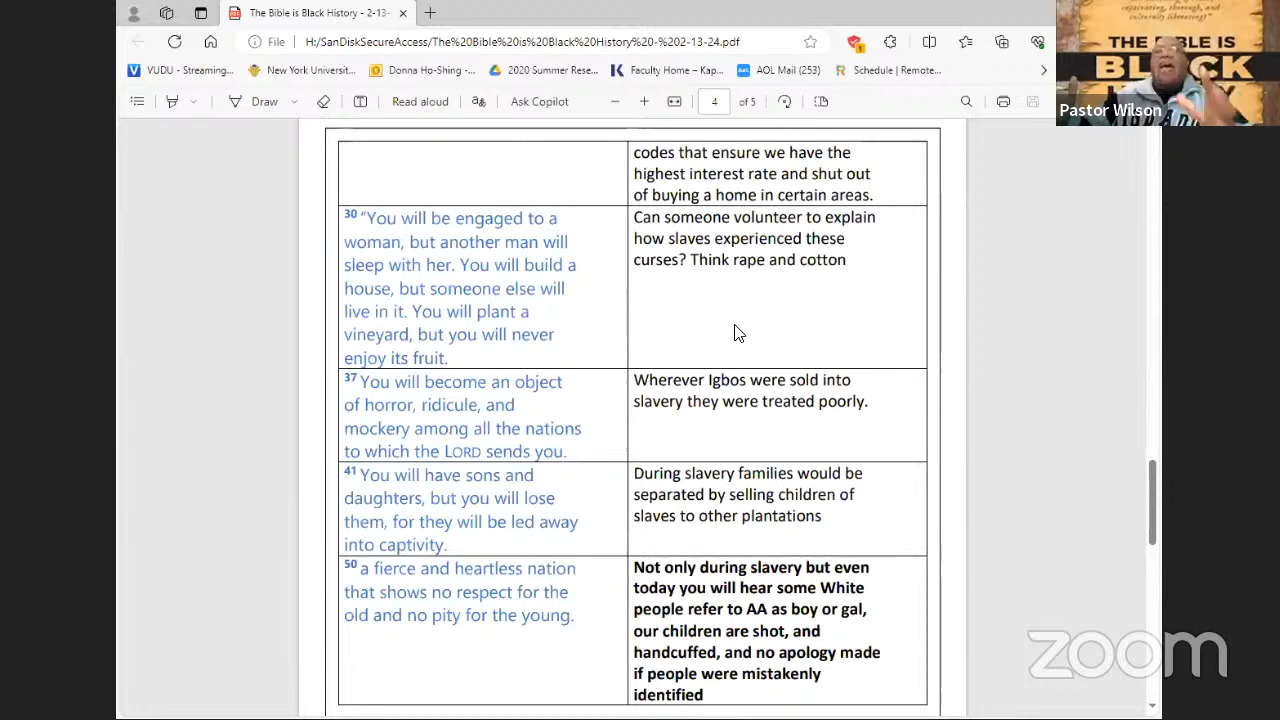 The Bible is Black History - 2-13-
File
H:/SanDiskSecureAccess/The%20Bible%20is%20Black%20History%20-%202-13-24.pdf
VUDU - Streaming...
New York Universit...
Donna Ho-Shing -...
2020 Summer Rese...
Faculty Home – Kap...
AOL Mail (253)
Schedule | Remote...
Draw
Read aloud
Ask Copilot
4
of 5
captivating, thorough, and
culturally liberating!"
THE BIBLE IS
BLACK
Pastor Wilson
codes that ensure we have the
highest interest rate and shut out
of buying a home in certain areas.
30 "You will be engaged to a
woman, but another man will
sleep with her. You will build a
house, but someone else will
live in it. You will plant a
vineyard, but you will never
enjoy its fruit.
Can someone volunteer to explain
how slaves experienced these
curses? Think rape and cotton
37 You will become an object
of horror, ridicule, and
mockery among all the nations
to which the LORD sends you.
Wherever Igbos were sold into
slavery they were treated poorly.
41 You will have sons and
daughters, but you will lose
them, for they will be led away
into captivity.
During slavery families would be
separated by selling children of
slaves to other plantations
50 a fierce and heartless nation
that shows no respect for the
old and no pity for the young.
Not only during slavery but even
today you will hear some White
people refer to AA as boy or gal,
our children are shot, and
handcuffed, and no apology made
if people were mistakenly
identified
zoom